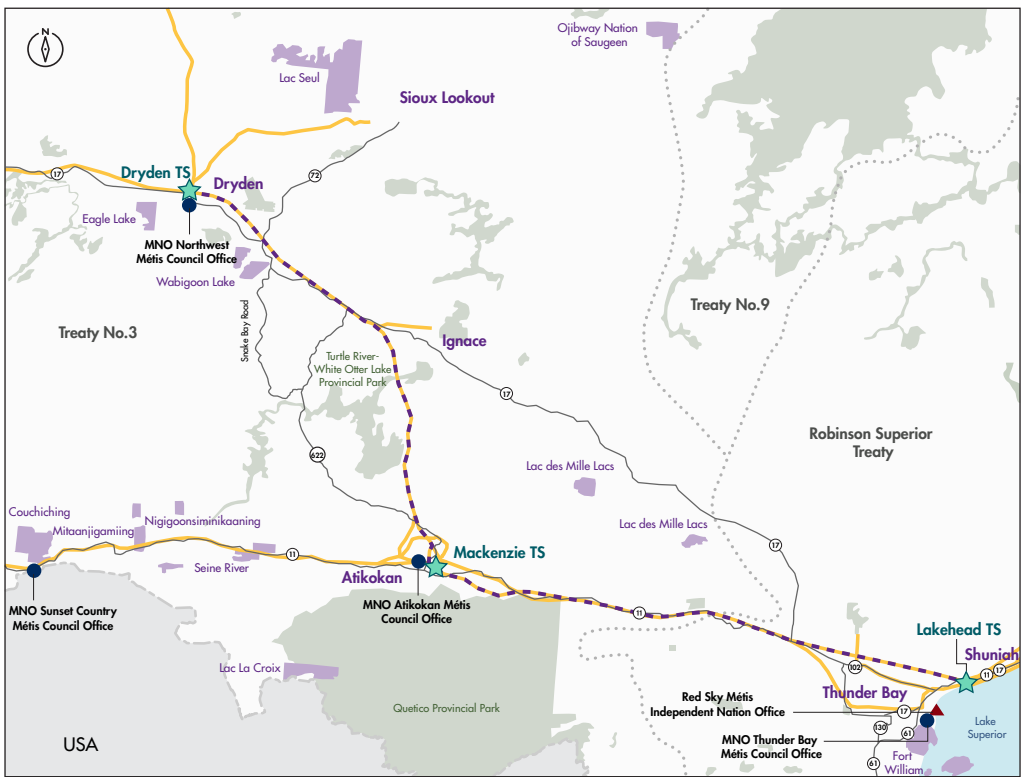 N
Ojibway Nation
of Saugeen
Lac Seul
Sioux Lookout
17
Dryden TS
Dryden
72
Eagle Lake
MNO Northwest
Métis Council Office
Wabigoon Lake
Treaty No.3
Snake Bay Road
Treaty No.9
Ignace
Turtle River-
White Otter Lake
Provincial Park
17
Robinson Superior
Treaty
622
Lac des Mille Lacs
Couchiching
Mitaanjigamiing
Nigigoonsiminikaaning
Lac des Mille Lacs
17
11
Seine River
Mackenzie TS
Atikokan
MNO Atikokan Métis
Council Office
MNO Sunset Country
Métis Council Office
11
Lakehead TS
Shuniah
Lac La Croix
102
11
17
Thunder Bay
Red Sky Métis
Independent Nation Office
17
Quetico Provincial Park
130
61
Lake
Superior
MNO Thunder Bay
Métis Council Office
USA
Fort
William
61